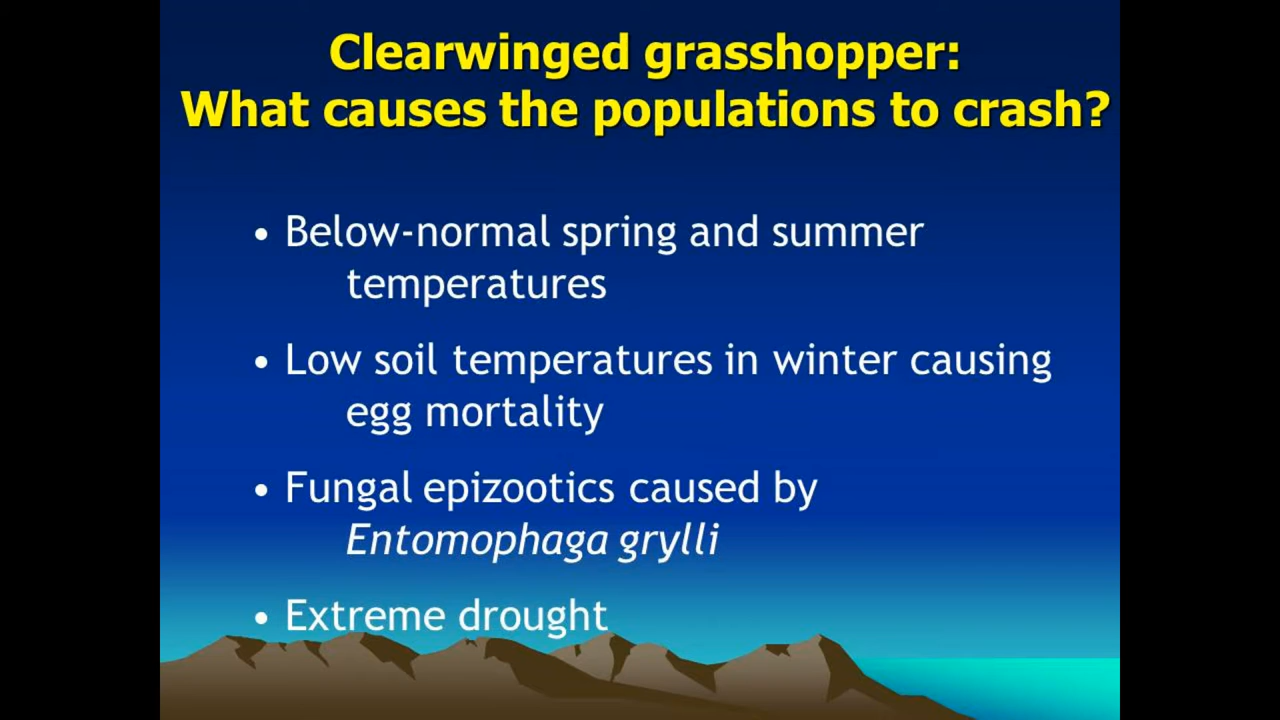 Clearwinged grasshopper:
What causes the populations to crash?
• Below-normal spring and summer
temperatures
• Low soil temperatures in winter causing
egg mortality
• Fungal epizootics caused by
Entomophaga grylli
• Extreme drought